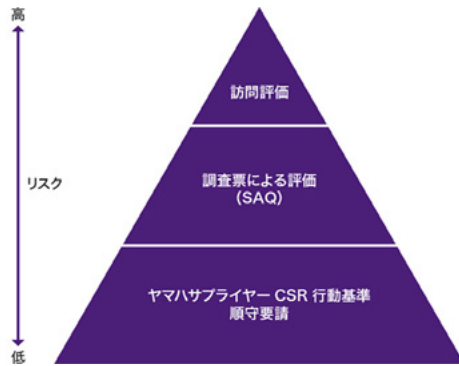 高
訪問評価
調査票による評価
(SAQ)
リスク
ヤマハサプライヤー CSR 行動基準
順守要請
低